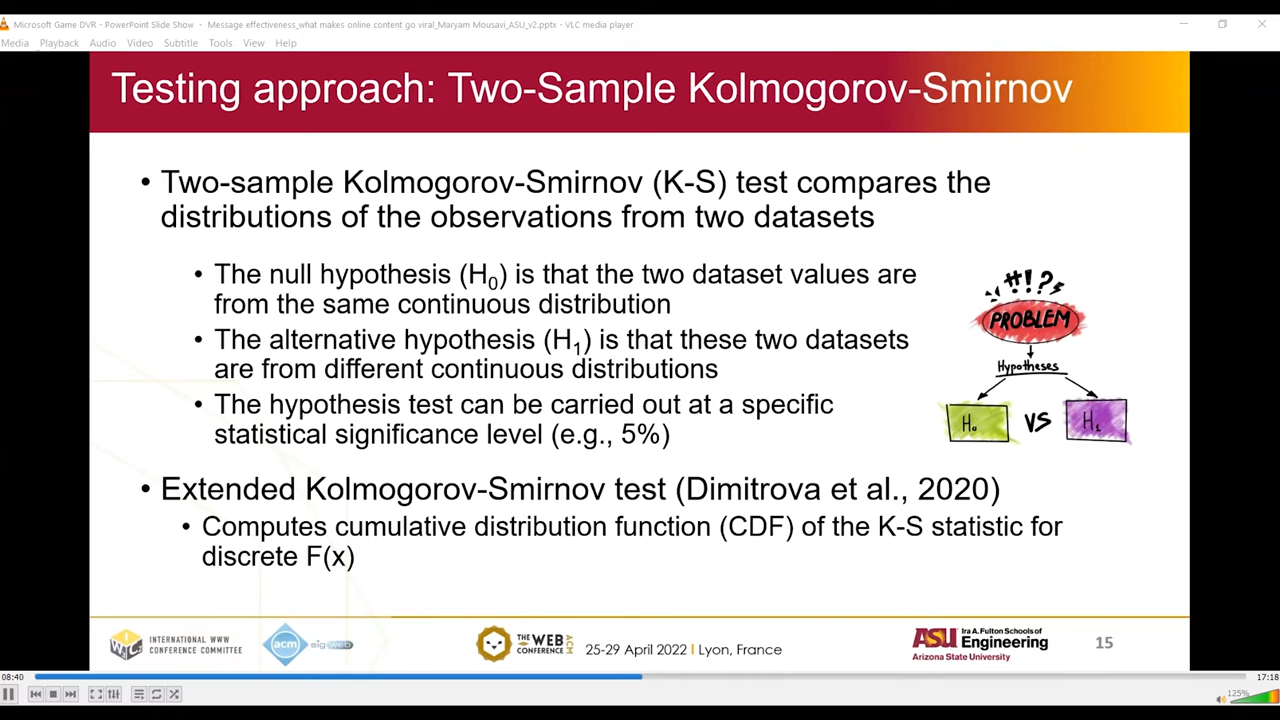 Microsoft Game DVR - PowerPoint Slide Show - Message effectiveness_what makes online content go viral_Maryam Mousavi_ASU_v2.pptx - VLC media player
Media Playback Audio Video Subtitle Tools View Help
Testing approach: Two-Sample Kolmogorov-Smirnov
• Two-sample Kolmogorov-Smirnov (K-S) test compares the
distributions of the observations from two datasets
• The null hypothesis (H0) is that the two dataset values are
from the same continuous distribution
• The alternative hypothesis (H1) is that these two datasets
are from different continuous distributions
• The hypothesis test can be carried out at a specific
statistical significance level (e.g., 5%)
#!?
PROBLEM
Hypotheses
H0 VS H1
• Extended Kolmogorov-Smirnov test (Dimitrova et al., 2020)
• Computes cumulative distribution function (CDF) of the K-S statistic for
discrete F(x)
INTERNATIONAL WWW
CONFERENCE COMMITTEE
acm
sigweb
THE WEB
CONFERENCE
ACM
25-29 April 2022 | Lyon, France
ASU Ira A. Fulton Schools of
Engineering
Arizona State University
15
08:40
17:18
125%